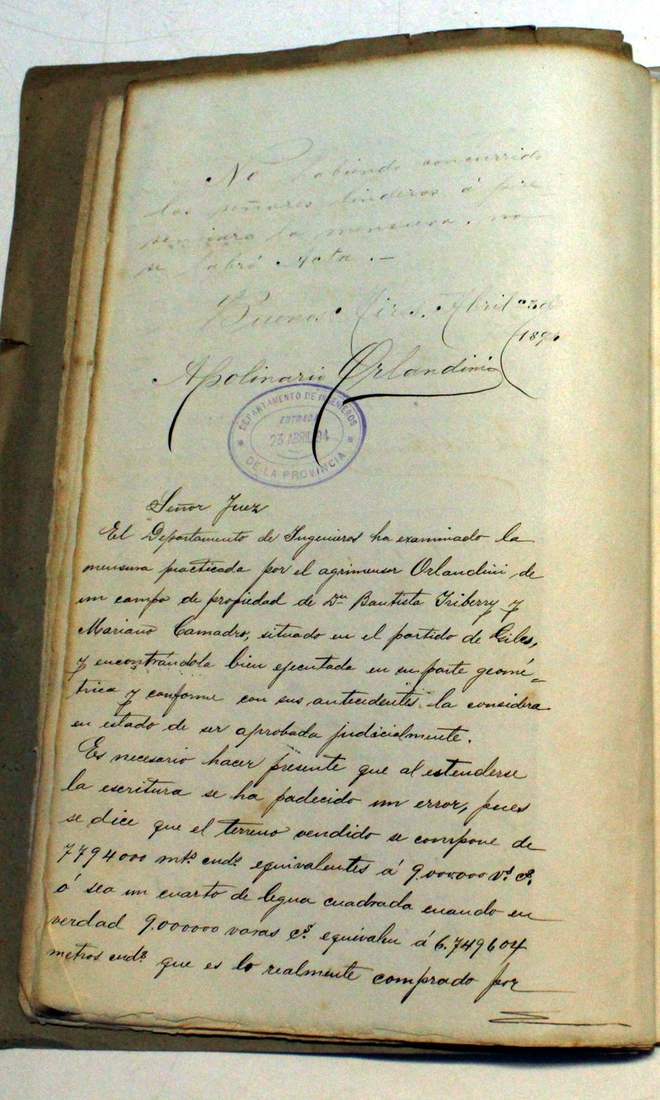 No habiendo concurrido
los señores linderos á pre
senciar la mensura, no
se labró Acta.—
Buenos Aires, Abril
189
Apolinario Orlandini
DEPARTAMENTO DE INGENIEROS
ENTRADA
23 ABRIL 94
DE LA PROVINCIA
Señor Juez
El Departamento de Ingenieros ha examinado la
mensura practicada por el agrimensor Orlandini, de
un campo de propiedad de Dn Bautista Iriberry y
Mariano Camadro, situado en el partido de Giles,
y encontrándola bien ejecutada en su parte geomé=
trica y conforme con sus antecedentes la considera
en estado de ser aprobada judicialmente.
Es necesario hacer presente que al estenderse
la escritura se ha padecido un error, pues
se dice que el terreno vendido se compone de
7794000 mts. cuds. equivalentes á 9.000.000 vs. cs.
ó sea un cuarto de legua cuadrada cuando en
verdad 9.000000 varas cs. equivalen á 6.749604
metros cuds. que es lo realmente comprado por